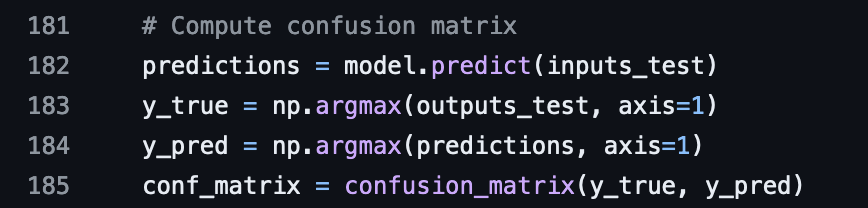 181 # Compute confusion matrix
182 predictions = model.predict(inputs_test)
183 y_true = np.argmax(outputs_test, axis=1)
184 y_pred = np.argmax(predictions, axis=1)
185 conf_matrix = confusion_matrix(y_true, y_pred)